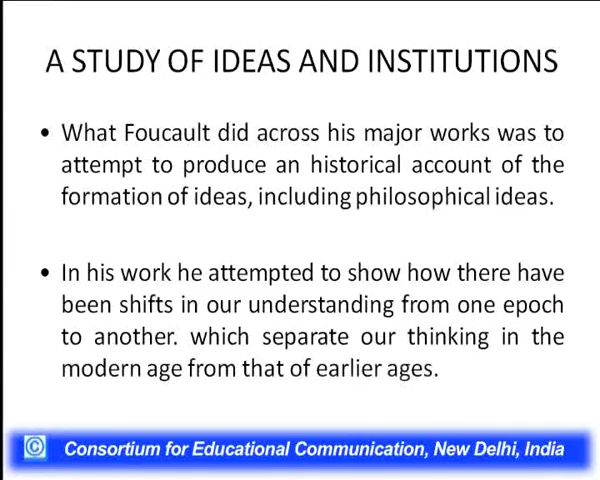 A STUDY OF IDEAS AND INSTITUTIONS
• What Foucault did across his major works was to
attempt to produce an historical account of the
formation of ideas, including philosophical ideas.
• In his work he attempted to show how there have
been shifts in our understanding from one epoch
to another. which separate our thinking in the
modern age from that of earlier ages.
© Consortium for Educational Communication, New Delhi, India